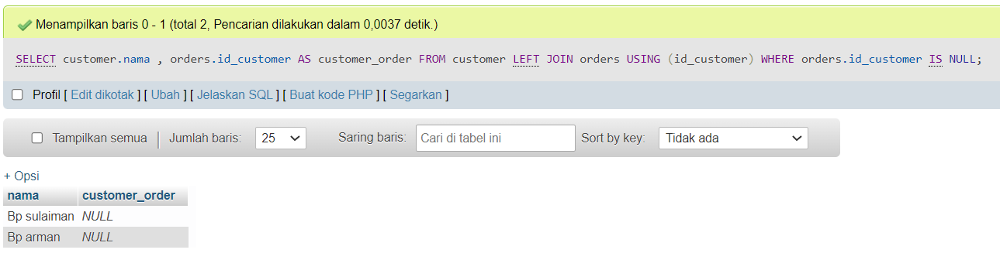 Menampilkan baris 0 - 1 (total 2, Pencarian dilakukan dalam 0,0037 detik.)
SELECT customer.nama , orders.id_customer AS customer_order FROM customer LEFT JOIN orders USING (id_customer) WHERE orders.id_customer IS NULL;
Profil [ Edit dikotak ] [ Ubah ] [ Jelaskan SQL ] [ Buat kode PHP ] [ Segarkan ]
Tampilkan semua | Jumlah baris: 25 Saring baris: Cari di tabel ini Sort by key: Tidak ada
+ Opsi
nama customer_order
Bp sulaiman NULL
Bp arman NULL